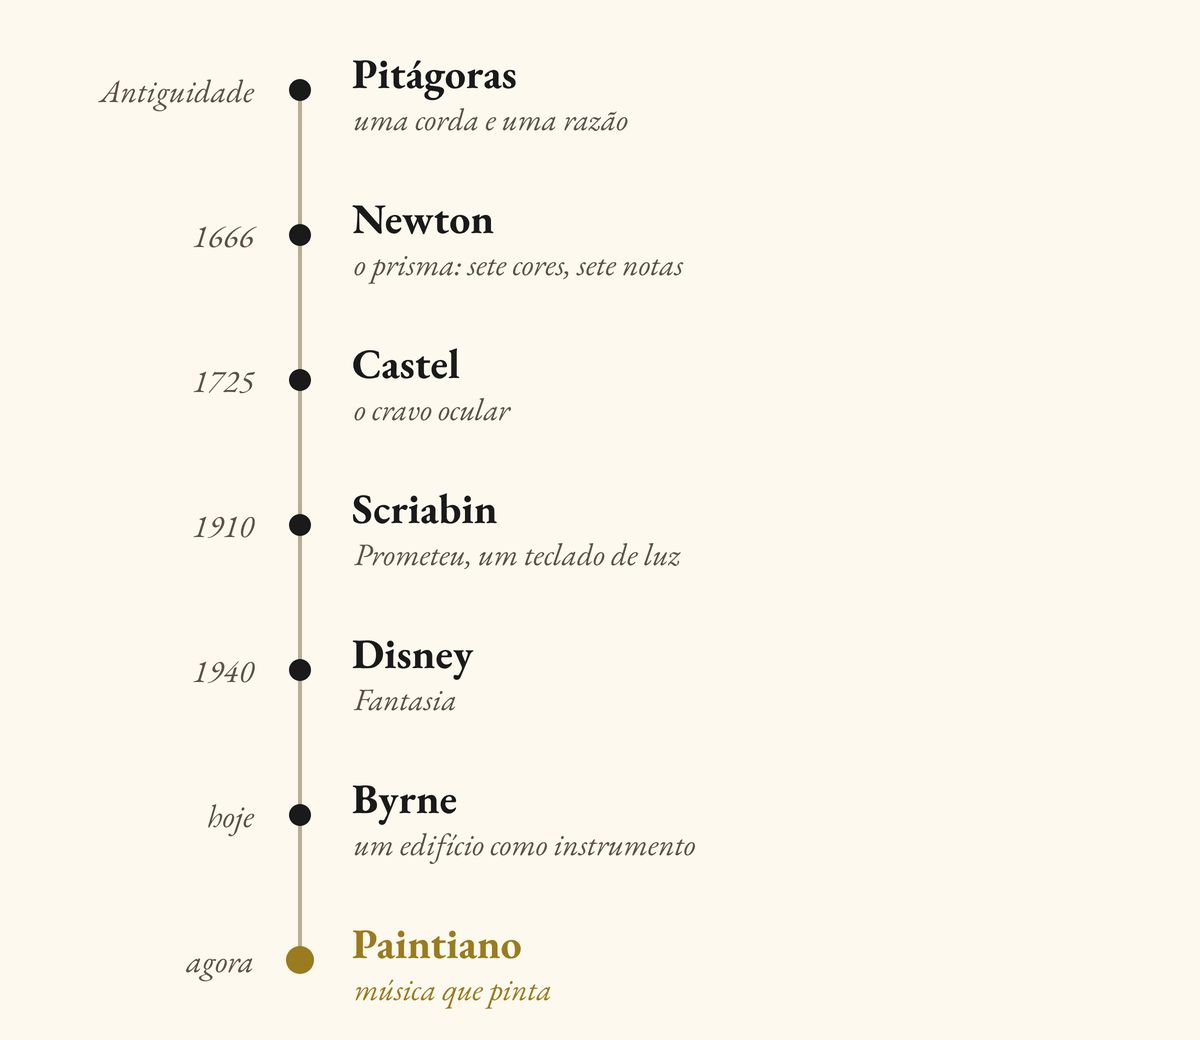 Antiguidade
Pitágoras
uma corda e uma razão
1666
Newton
o prisma: sete cores, sete notas
1725
Castel
o cravo ocular
1910
Scriabin
Prometeu, um teclado de luz
1940
Disney
Fantasia
hoje
Byrne
um edifício como instrumento
agora
Paintiano
música que pinta